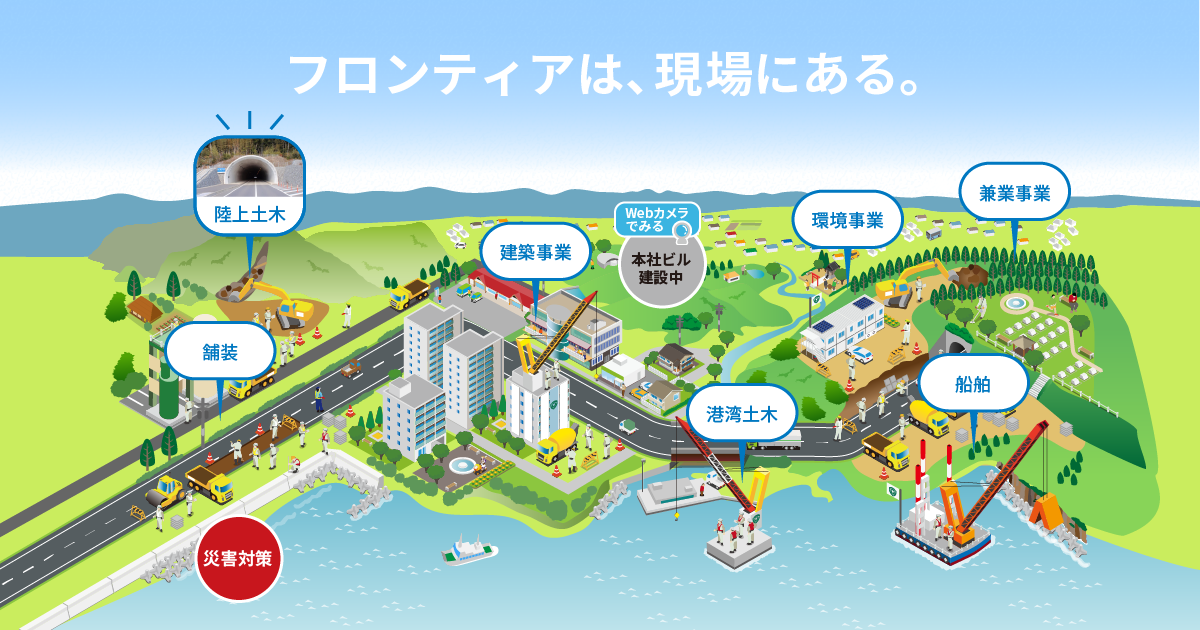 フロンティアは、現場にある。
陸上土木
兼業事業
Webカメラ
でみる
環境事業
建築事業
本社ビル
建設中
舗装
船舶
港湾土木
災害対策